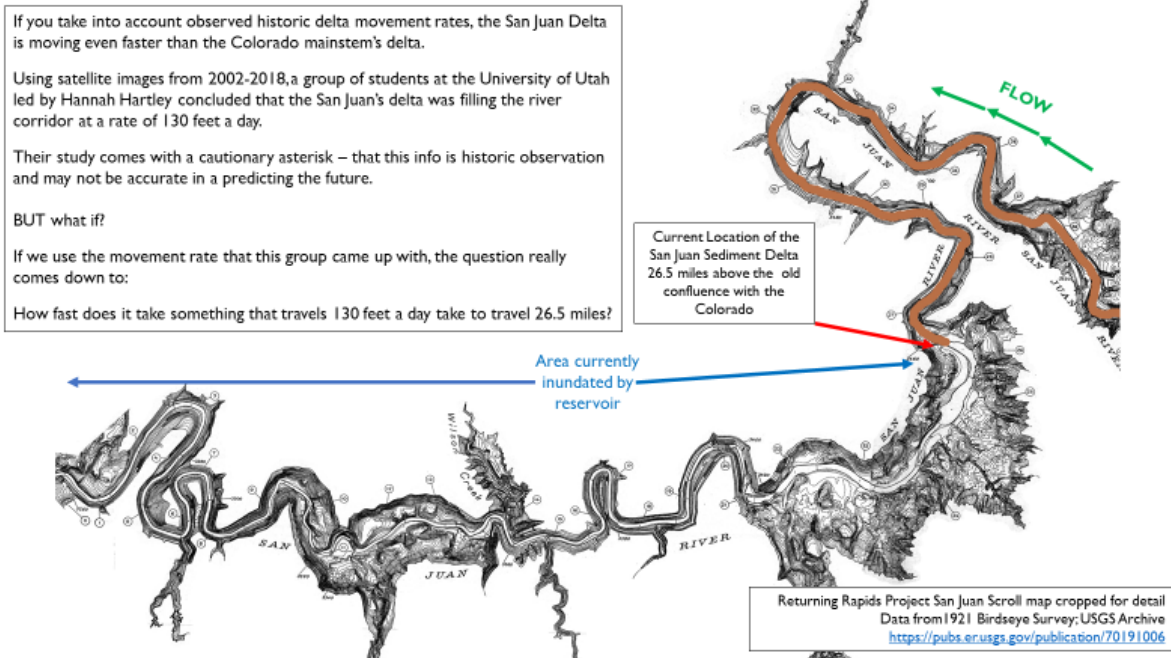 If you take into account observed historic delta movement rates, the San Juan Delta
is moving even faster than the Colorado mainstem's delta.
Using satellite images from 2002-2018, a group of students at the University of Utah
led by Hannah Hartley concluded that the San Juan's delta was filling the river
corridor at a rate of 130 feet a day.
Their study comes with a cautionary asterisk – that this info is historic observation
and may not be accurate in a predicting the future.
BUT what if?
If we use the movement rate that this group came up with, the question really
comes down to:
How fast does it take something that travels 130 feet a day take to travel 26.5 miles?
FLOW
SAN
JUAN
RIVER
SAN
JUAN
RIVER
Current Location of the
San Juan Sediment Delta
26.5 miles above the old
confluence with the
Colorado
RIVER
SAN
JUAN
Area currently
inundated by
reservoir
Wilson
Creek
SAN
JUAN
RIVER
Returning Rapids Project San Juan Scroll map cropped for detail
Data from1921 Birdseye Survey; USGS Archive
https://pubs.er.usgs.gov/publication/70191006